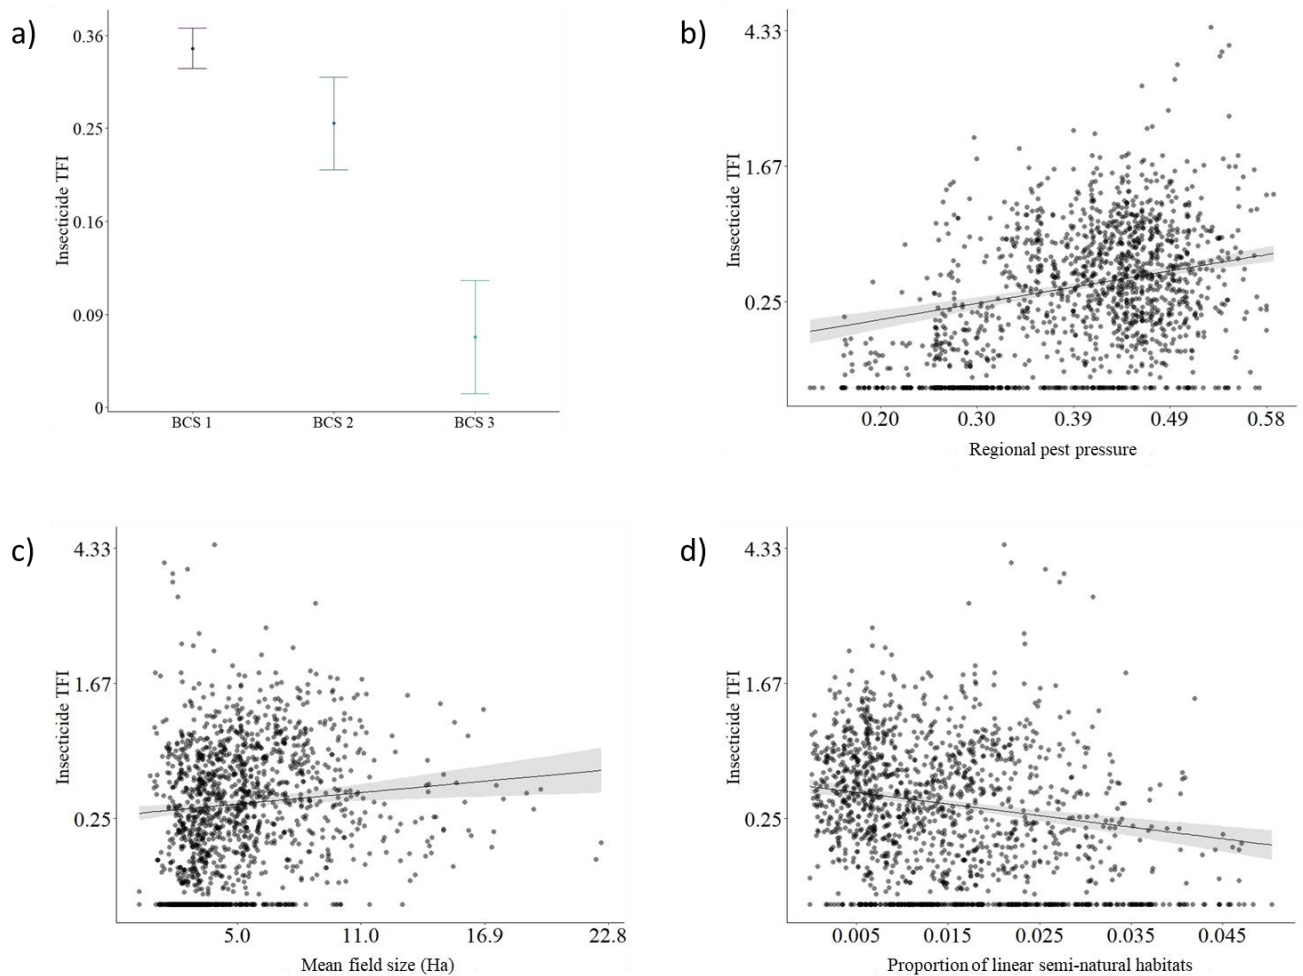 a)
Insecticide TFI
0.36
0.25
0.16
0.09
0
BCS 1 BCS 2 BCS 3
b)
Insecticide TFI
4.33
1.67
0.25
0.20 0.30 0.39 0.49 0.58
Regional pest pressure
c)
Insecticide TFI
4.33
1.67
0.25
5.0 11.0 16.9 22.8
Mean field size (Ha)
d)
Insecticide TFI
4.33
1.67
0.25
0.005 0.015 0.025 0.035 0.045
Proportion of linear semi-natural habitats